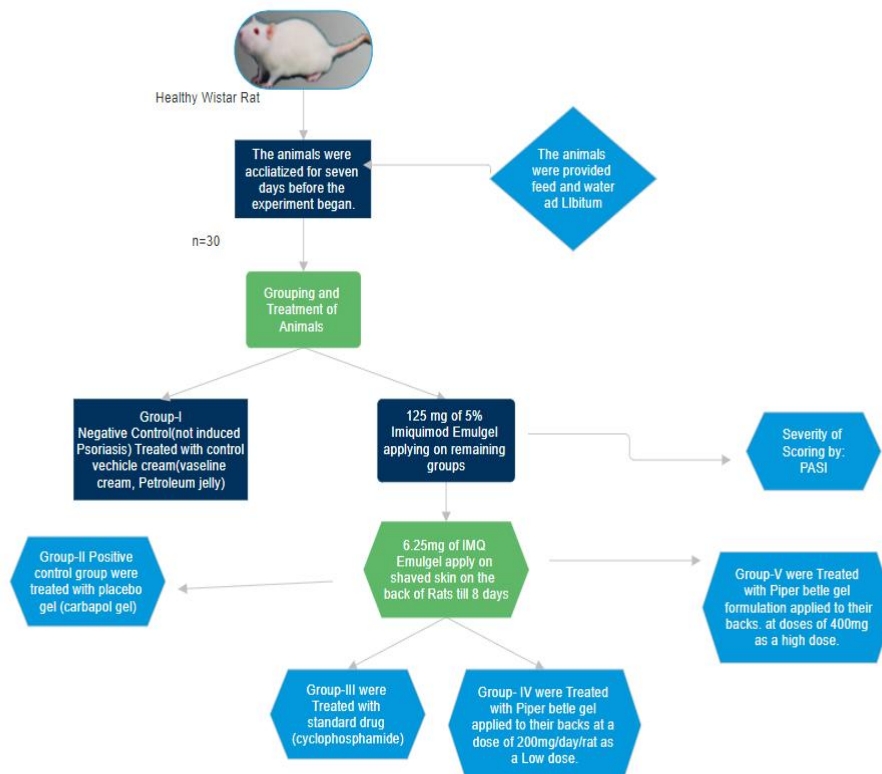 Healthy Wistar Rat
The animals were
accliatized for seven
days before the
experiment began.
The animals
were provided
feed and water
ad LIbitum
n=30
Grouping and
Treatment of
Animals
Group-I
Negative Control(not induced
Psoriasis) Treated with control
vechicle cream(vaseline
cream, Petroleum jelly)
125 mg of 5%
Imiquimod Emulgel
applying on remaining
groups
Severity of
Scoring by:
PASI
Group-II Positive
control group were
treated with placebo
gel (carbapol gel)
6.25mg of IMQ
Emulgel apply on
shaved skin on the
back of Rats till 8 days
Group-V were Treated
with Piper betle gel
formulation applied to their
backs. at doses of 400mg
as a high dose.
Group-III were
Treated with
standard drug
(cyclophosphamide)
Group- IV were Treated
with Piper betle gel
applied to their backs at a
dose of 200mg/day/rat as
a Low dose.